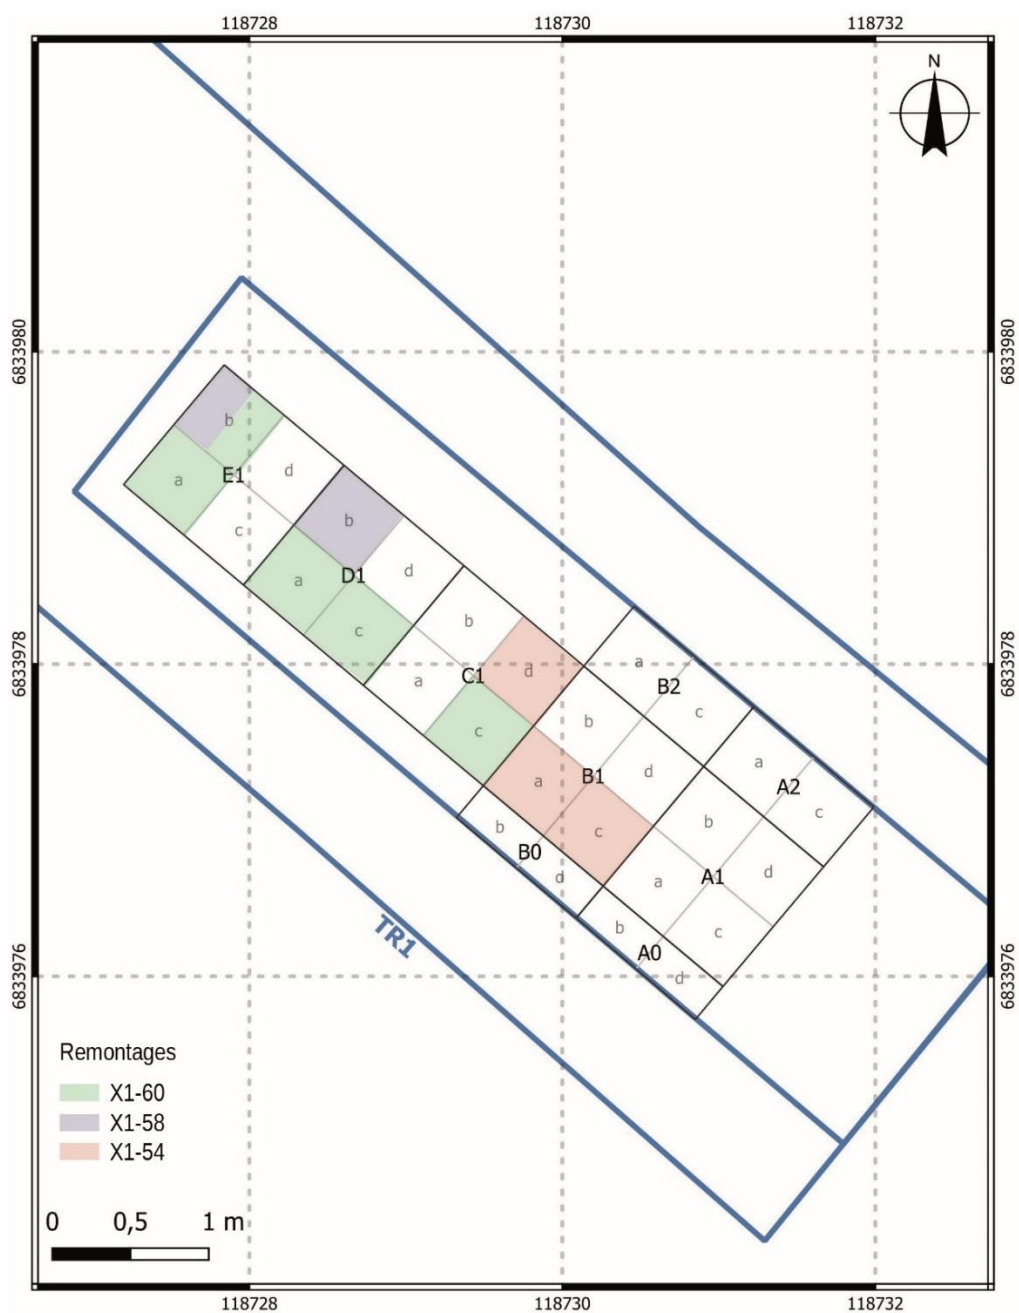 118728 118730 118732
N
6833980 6833980
b
a E1 d
c b
a D1 d
c b
a C1 d
c b
a B2
c
a B1 d
c
b B0
d
a A2
c
b
a A1 d
c
b A0
d
6833978 6833978
TR1
6833976 6833976
Remontages
X1-60
X1-58
X1-54
0 0,5 1 m
118728 118730 118732